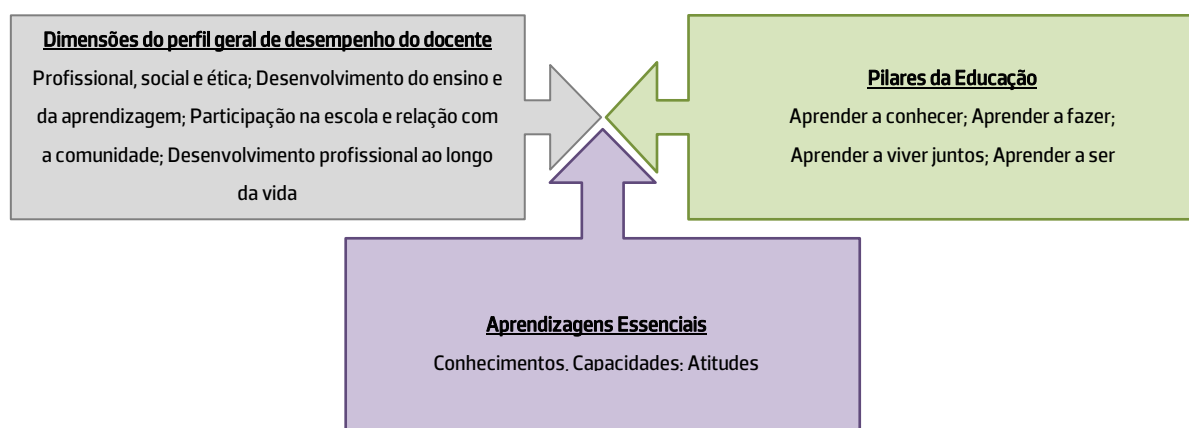 Dimensões do perfil geral de desempenho do docente
Profissional, social e ética; Desenvolvimento do ensino e
da aprendizagem; Participação na escola e relação com
a comunidade; Desenvolvimento profissional ao longo
da vida
Pilares da Educação
Aprender a conhecer; Aprender a fazer;
Aprender a viver juntos; Aprender a ser
Aprendizagens Essenciais
Conhecimentos, Capacidades; Atitudes